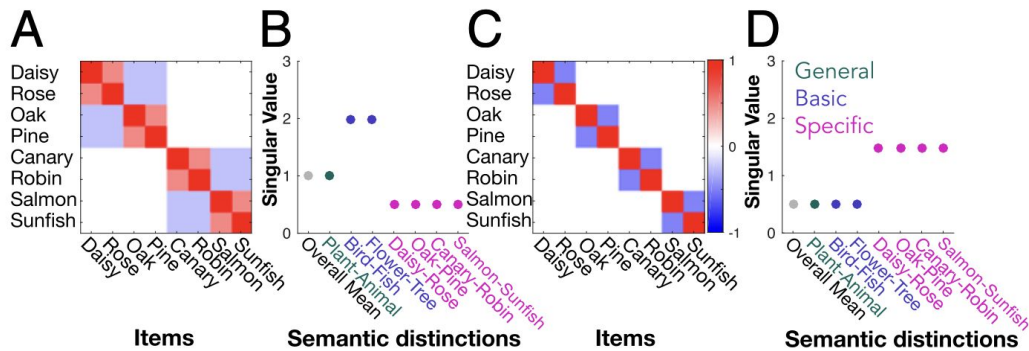 A
Daisy
Rose
Oak
Pine
Canary
Robin
Salmon
Sunfish
Daisy
Rose
Oak
Pine
Canary
Robin
Salmon
Sunfish
Items
B
Singular Value
3
2
1
0
Overall Mean
Plant-Animal
Bird-Fish
Flower-Tree
Daisy-Rose
Oak-Pine
Canary-Robin
Salmon-Sunfish
Semantic distinctions
C
Daisy
Rose
Oak
Pine
Canary
Robin
Salmon
Sunfish
Daisy
Rose
Oak
Pine
Canary
Robin
Salmon
Sunfish
Items
1
0
-1
D
Singular Value
3
2
1
0
General
Basic
Specific
Overall Mean
Plant-Animal
Bird-Fish
Flower-Tree
Daisy-Rose
Oak-Pine
Canary-Robin
Salmon-Sunfish
Semantic distinctions